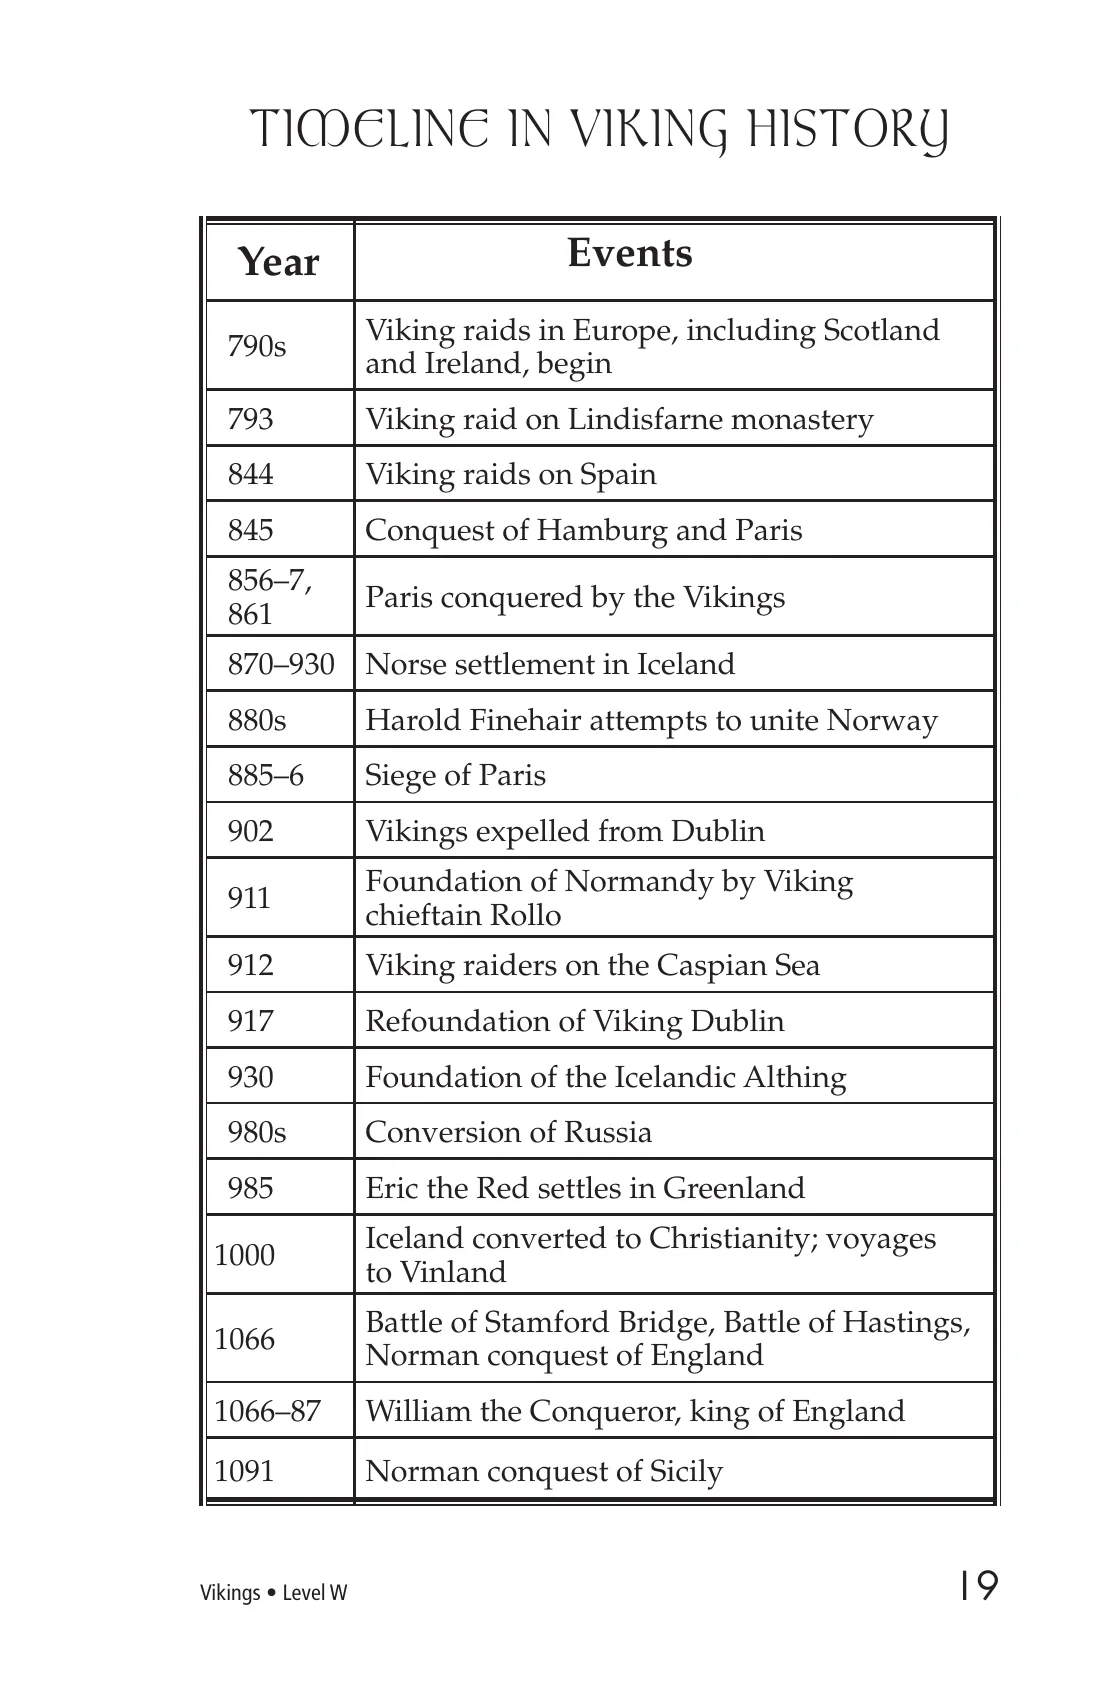 TIMELINE IN VIKING HISTORY
Year Events
790s Viking raids in Europe, including Scotland
and Ireland, begin
793 Viking raid on Lindisfarne monastery
844 Viking raids on Spain
845 Conquest of Hamburg and Paris
856–7,
861
Paris conquered by the Vikings
870–930 Norse settlement in Iceland
880s Harold Finehair attempts to unite Norway
885–6 Siege of Paris
902 Vikings expelled from Dublin
911 Foundation of Normandy by Viking
chieftain Rollo
912 Viking raiders on the Caspian Sea
917 Refoundation of Viking Dublin
930 Foundation of the Icelandic Althing
980s Conversion of Russia
985 Eric the Red settles in Greenland
1000 Iceland converted to Christianity; voyages
to Vinland
1066 Battle of Stamford Bridge, Battle of Hastings,
Norman conquest of England
1066–87 William the Conqueror, king of England
1091 Norman conquest of Sicily
Vikings • Level W 19